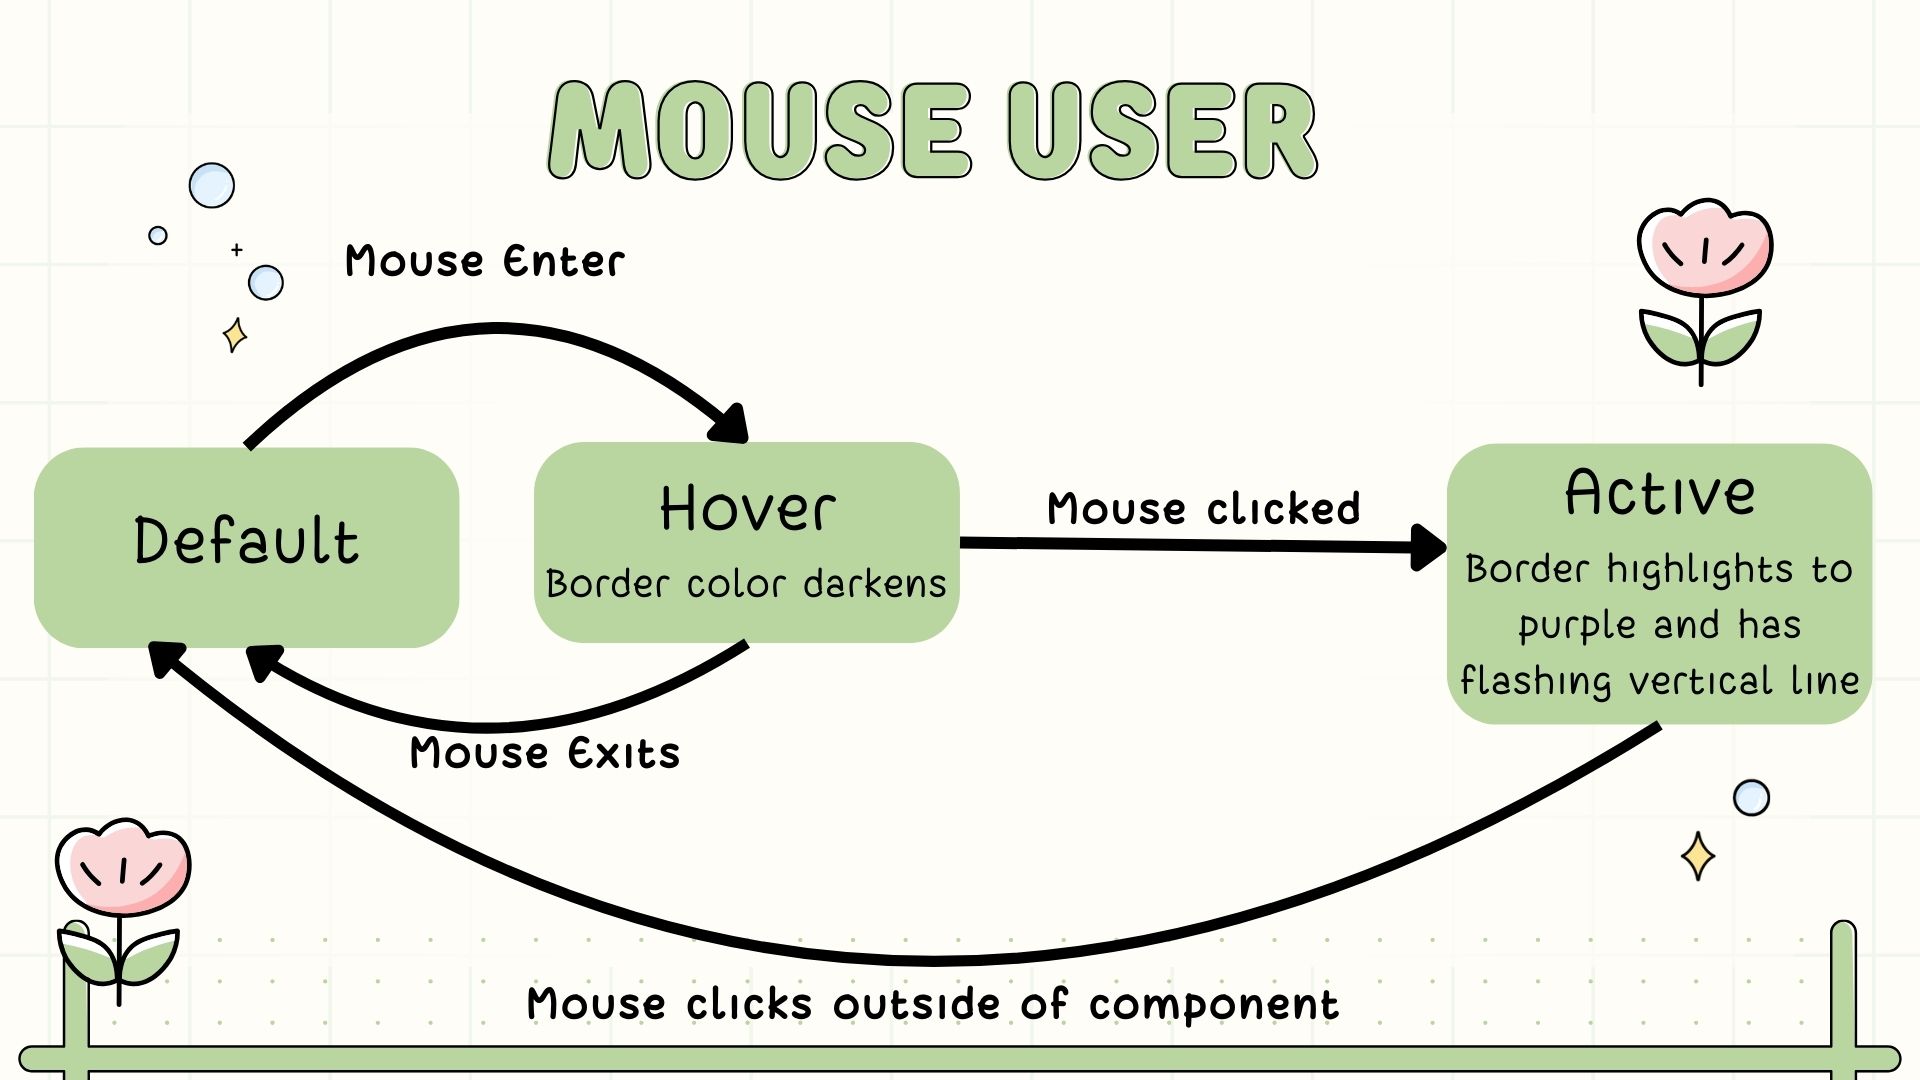 MOUSE USER
Mouse Enter
Default
Hover
Border color darkens
Mouse clicked
Active
Border highlights to
purple and has
flashing vertical line
Mouse Exits
Mouse clicks outside of component